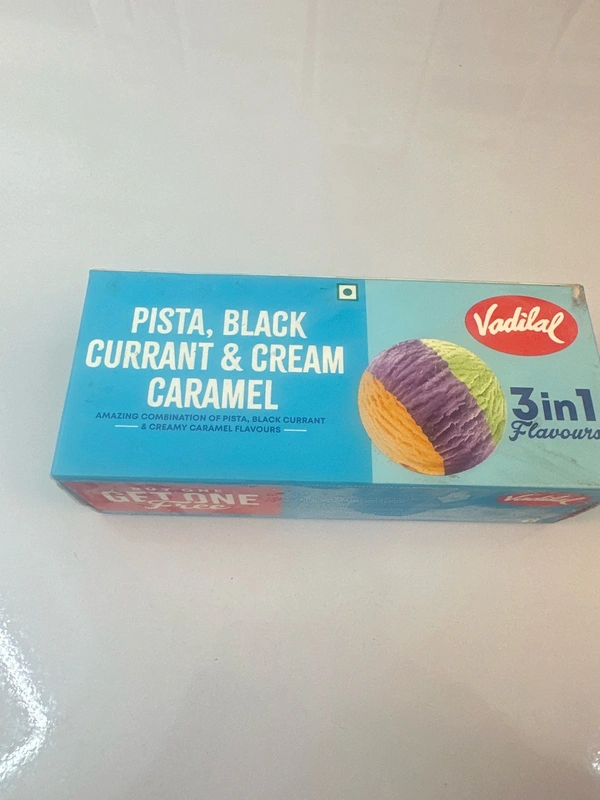 PISTA, BLACK
CURRANT & CREAM
CARAMEL
AMAZING COMBINATION OF PISTA, BLACK CURRANT
& CREAMY CARAMEL FLAVOURS
Vadilal
3in1
Flavours
GET ONE
Free
Vadilal